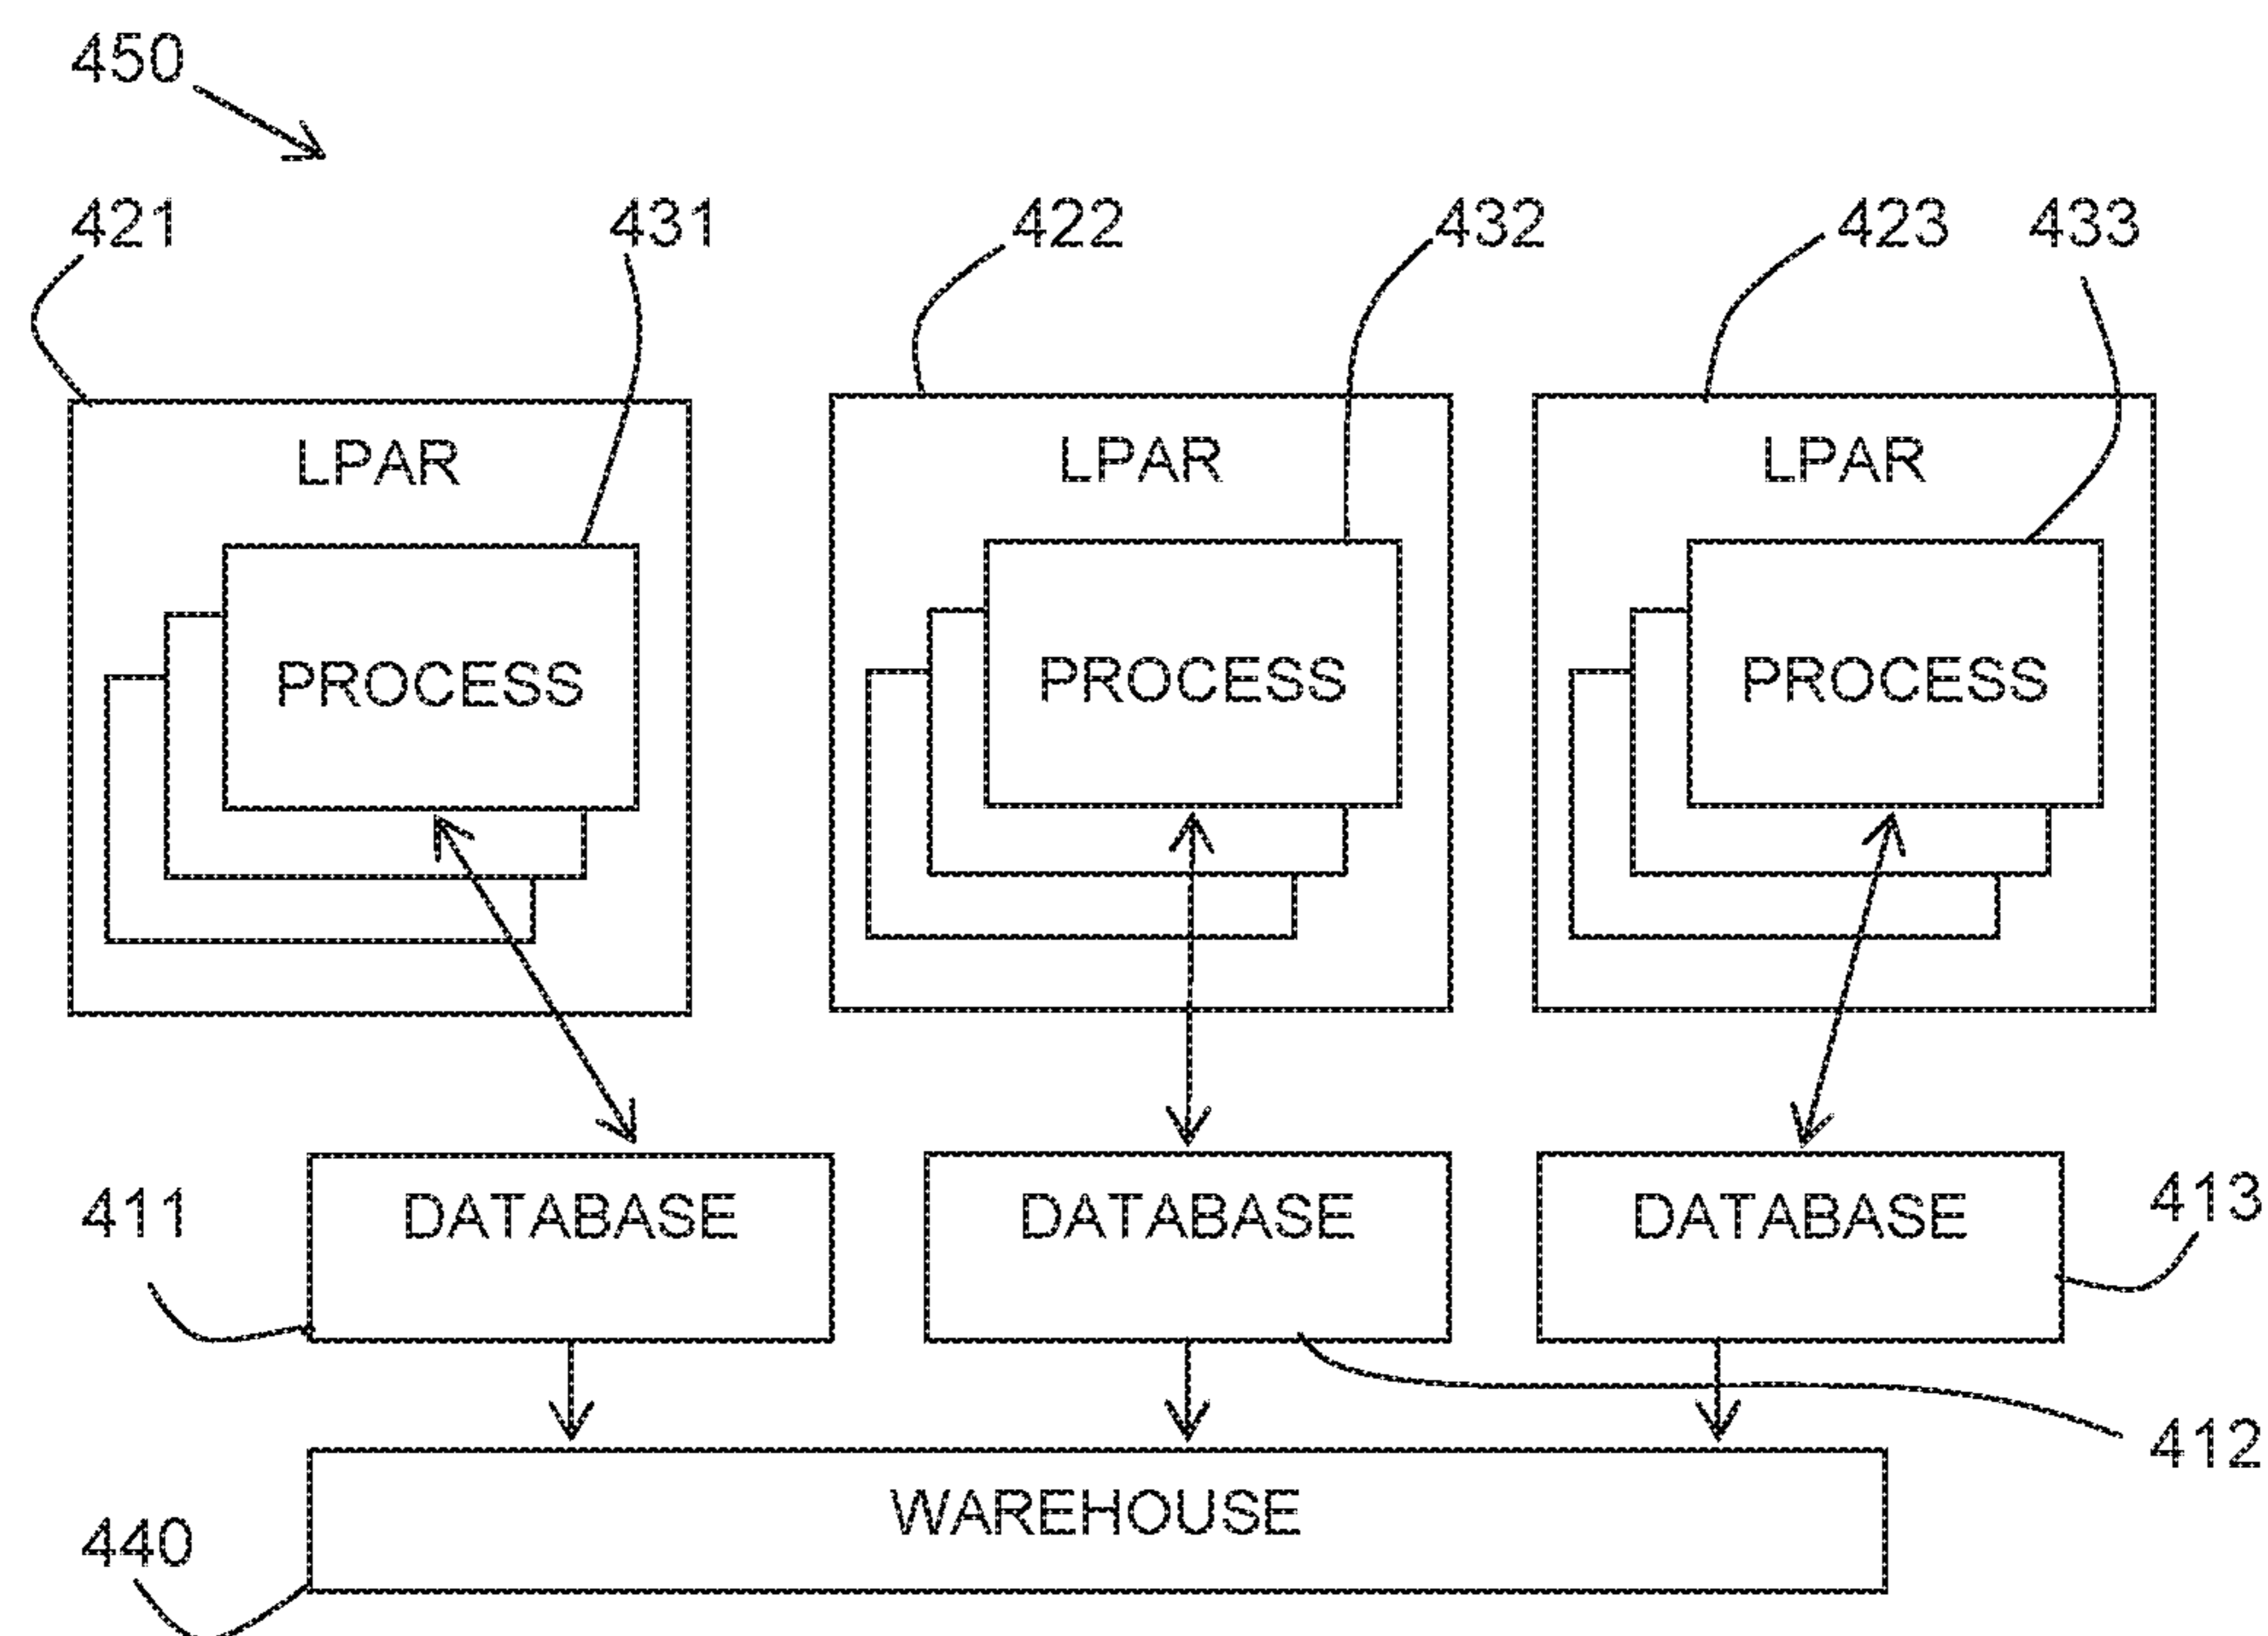 450
421 431 422 432 423 433
LPAR LPAR LPAR
PROCESS PROCESS PROCESS
411 DATABASE DATABASE DATABASE 413
412
WAREHOUSE
440